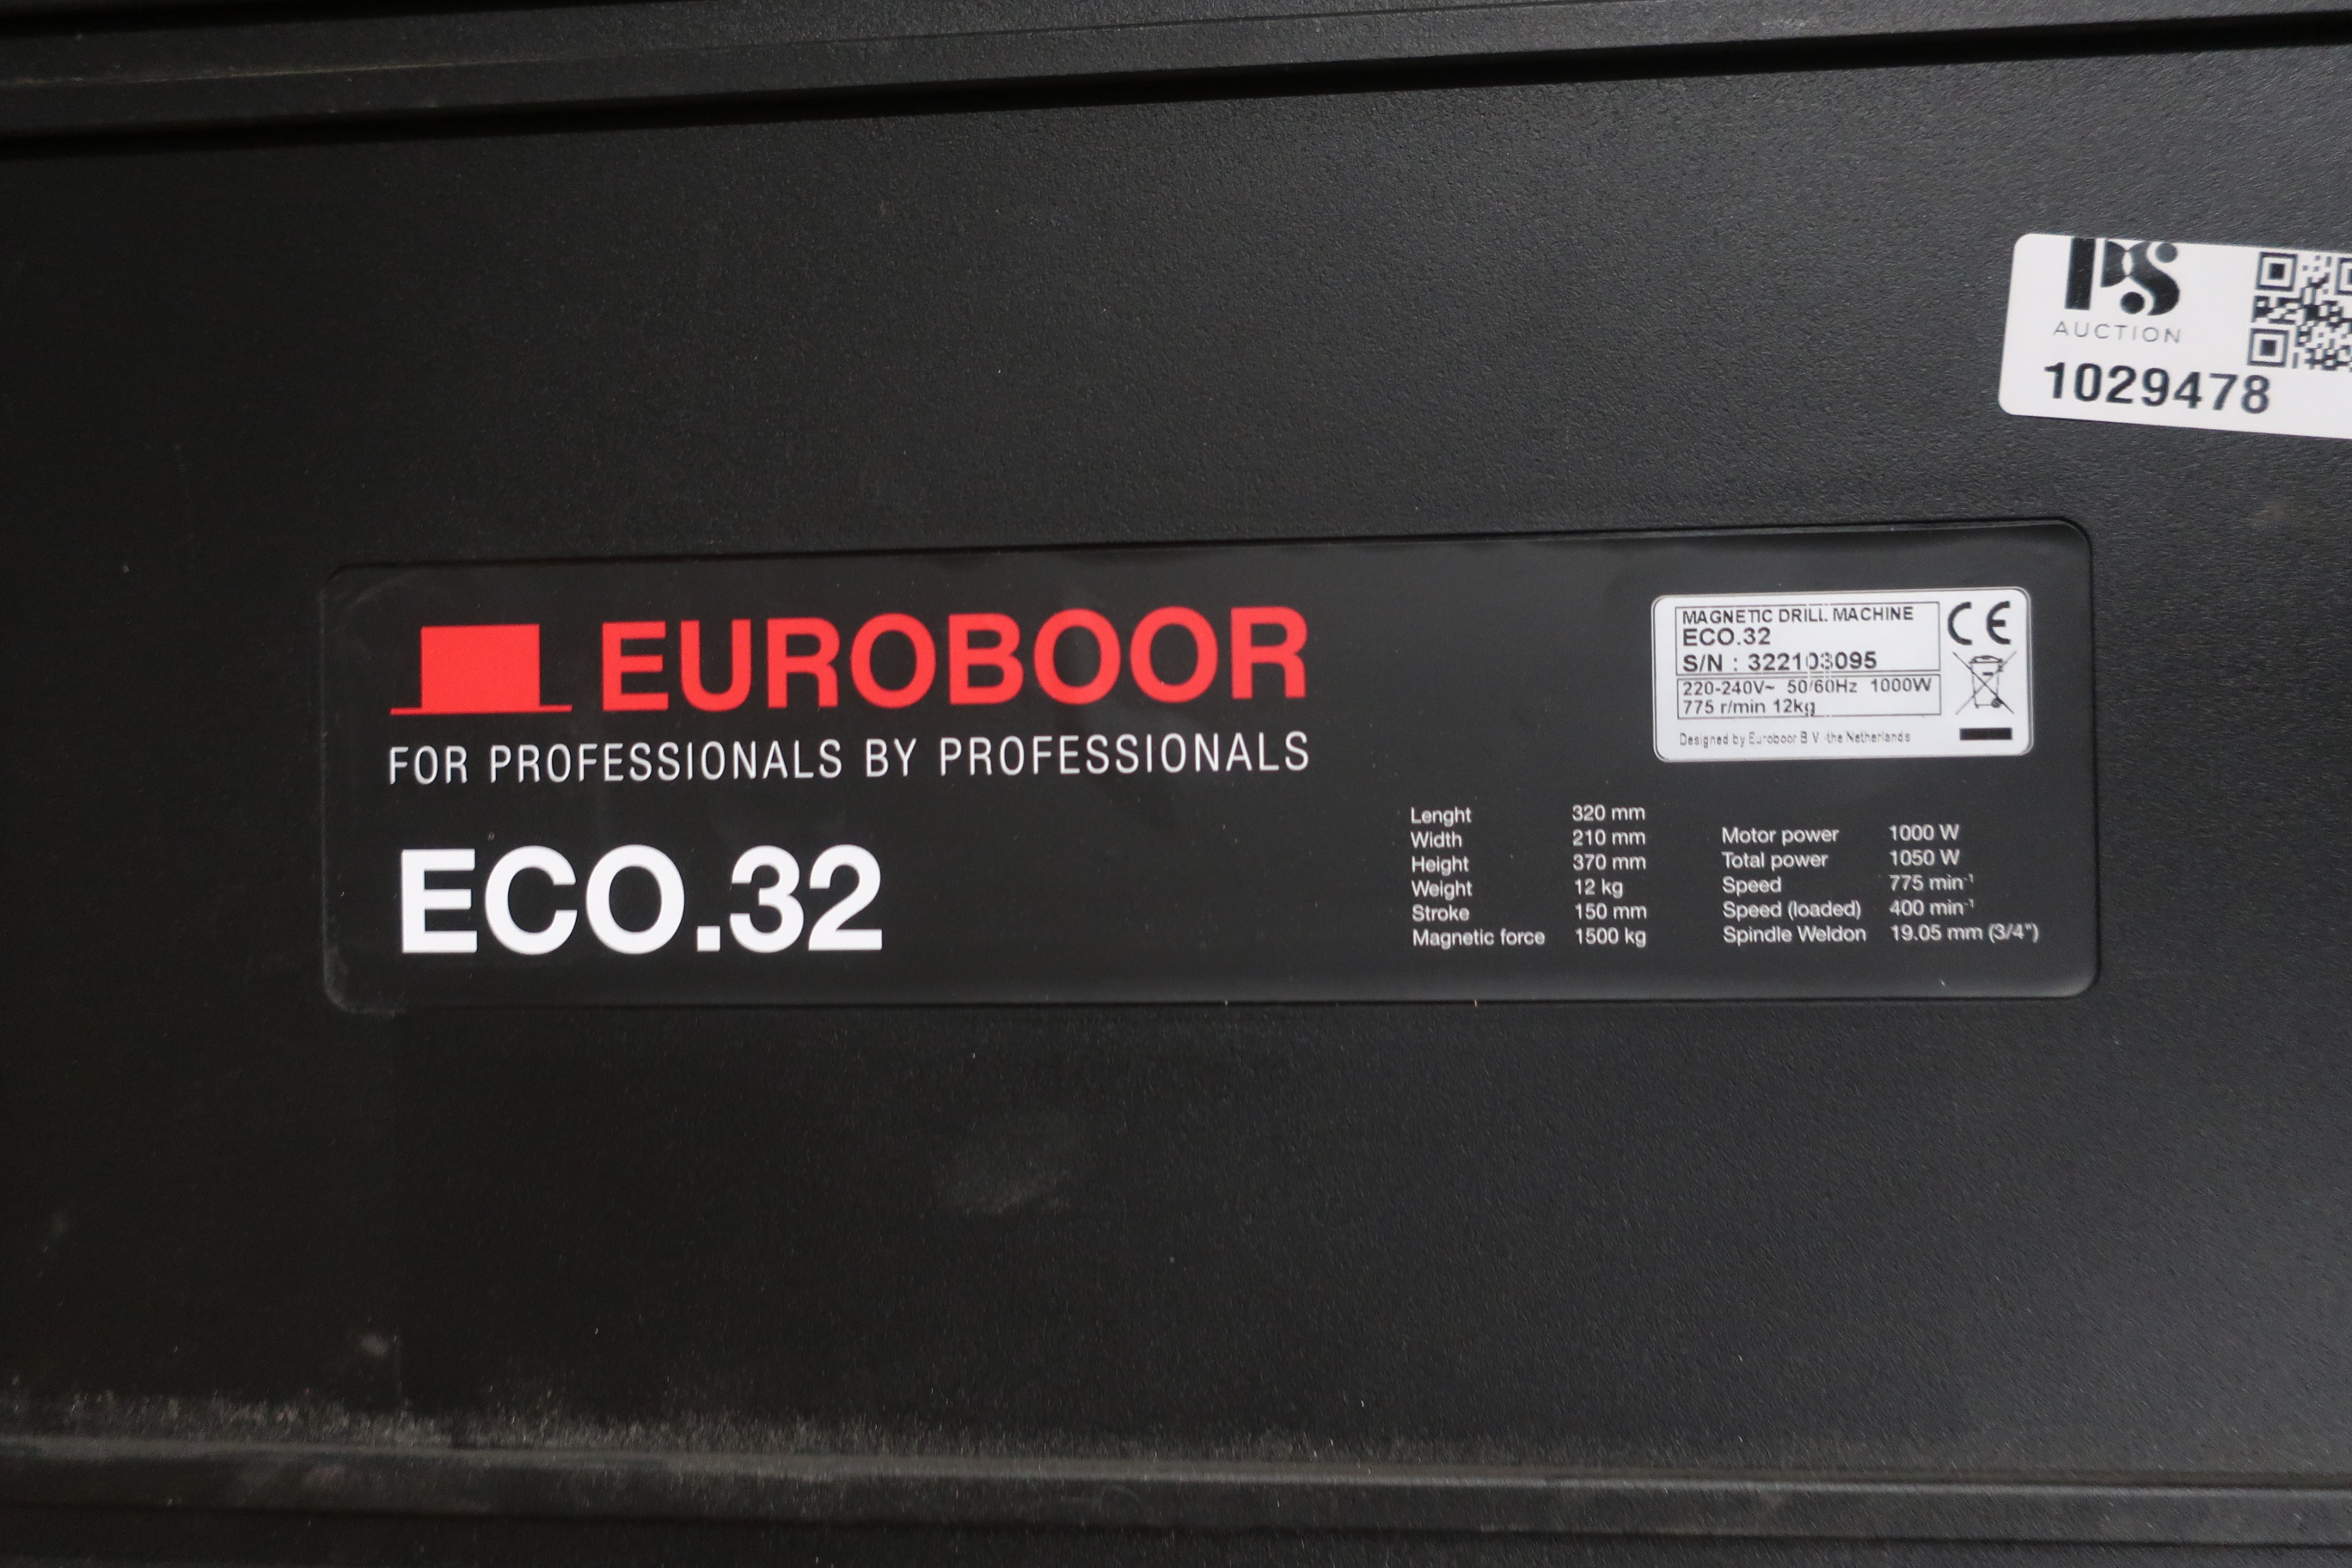 PS
AUCTION
1029478
EUROBOOR
FOR PROFESSIONALS BY PROFESSIONALS
ECO.32
MAGNETIC DRILL MACHINE
ECO.32
S/N : 322103095
220-240V~ 50/60Hz 1000W
775 r/min 12kg
Designed by Euroboor B.V. the Netherlands
CE
Lenght 320 mm
Width 210 mm
Height 370 mm
Weight 12 kg
Stroke 150 mm
Magnetic force 1500 kg
Motor power 1000 W
Total power 1050 W
Speed 775 min⁻¹
Speed (loaded) 400 min⁻¹
Spindle Weldon 19.05 mm (3/4")